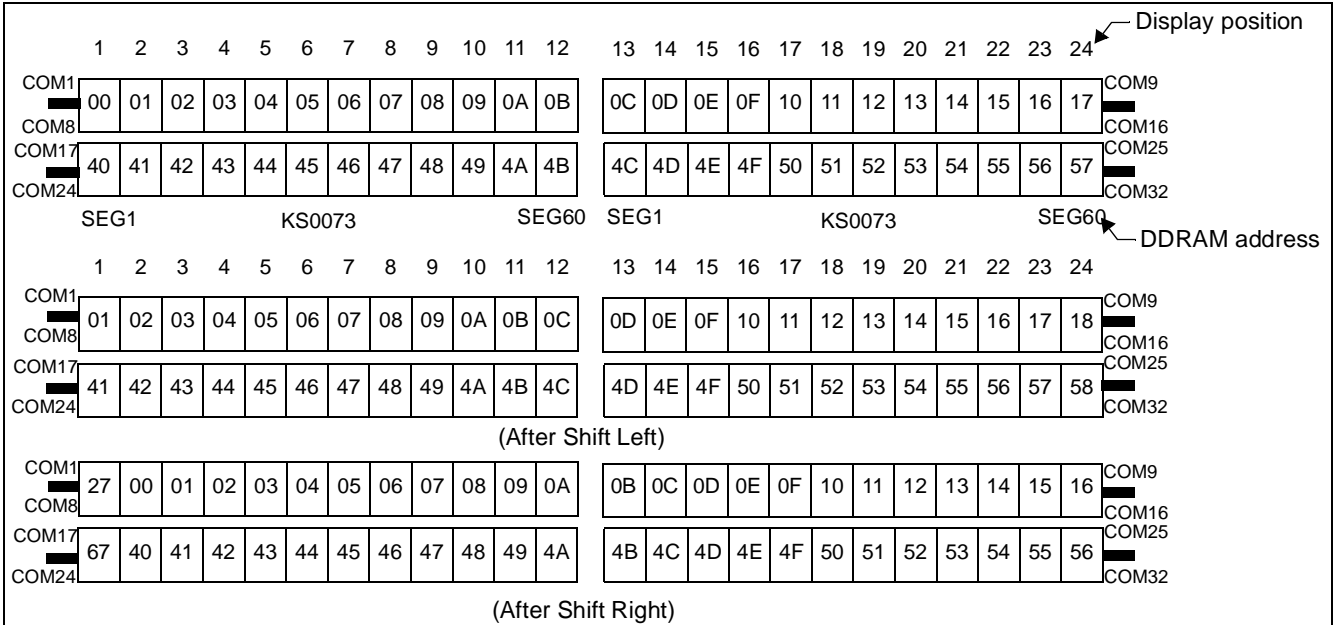 Display position
1 2 3 4 5 6 7 8 9 10 11 12 13 14 15 16 17 18 19 20 21 22 23 24
COM1 COM9
00 01 02 03 04 05 06 07 08 09 0A 0B 0C 0D 0E 0F 10 11 12 13 14 15 16 17
COM8 COM16
COM17 COM25
40 41 42 43 44 45 46 47 48 49 4A 4B 4C 4D 4E 4F 50 51 52 53 54 55 56 57
COM24 COM32
SEG1 KS0073 SEG60 SEG1 KS0073 SEG60
DDRAM address
1 2 3 4 5 6 7 8 9 10 11 12 13 14 15 16 17 18 19 20 21 22 23 24
COM1 COM9
01 02 03 04 05 06 07 08 09 0A 0B 0C 0D 0E 0F 10 11 12 13 14 15 16 17 18
COM8 COM16
COM17 COM25
41 42 43 44 45 46 47 48 49 4A 4B 4C 4D 4E 4F 50 51 52 53 54 55 56 57 58
COM24 COM32
(After Shift Left)
COM1 COM9
27 00 01 02 03 04 05 06 07 08 09 0A 0B 0C 0D 0E 0F 10 11 12 13 14 15 16
COM8 COM16
COM17 COM25
67 40 41 42 43 44 45 46 47 48 49 4A 4B 4C 4D 4E 4F 50 51 52 53 54 55 56
COM24 COM32
(After Shift Right)